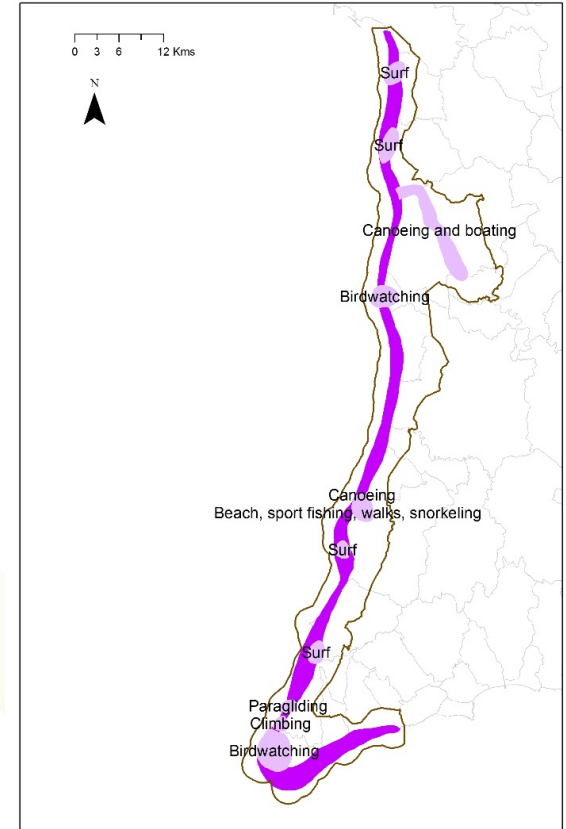 0 3 6 12 Kms
N
Surf
Surf
Canoeing and boating
Birdwatching
Canoeing
Beach, sport fishing, walks, snorkeling
Surf
Surf
Paragliding
Climbing
Birdwatching